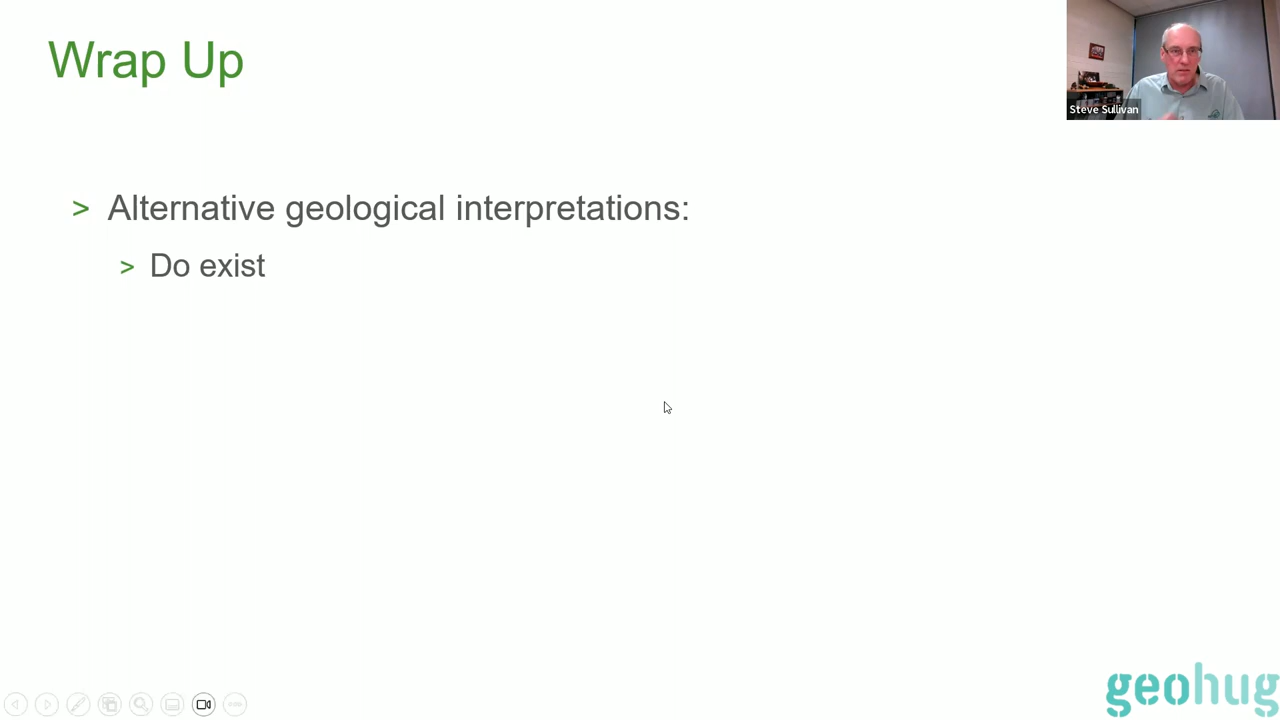 Wrap Up
Steve Sullivan
> Alternative geological interpretations:
> Do exist
geohug